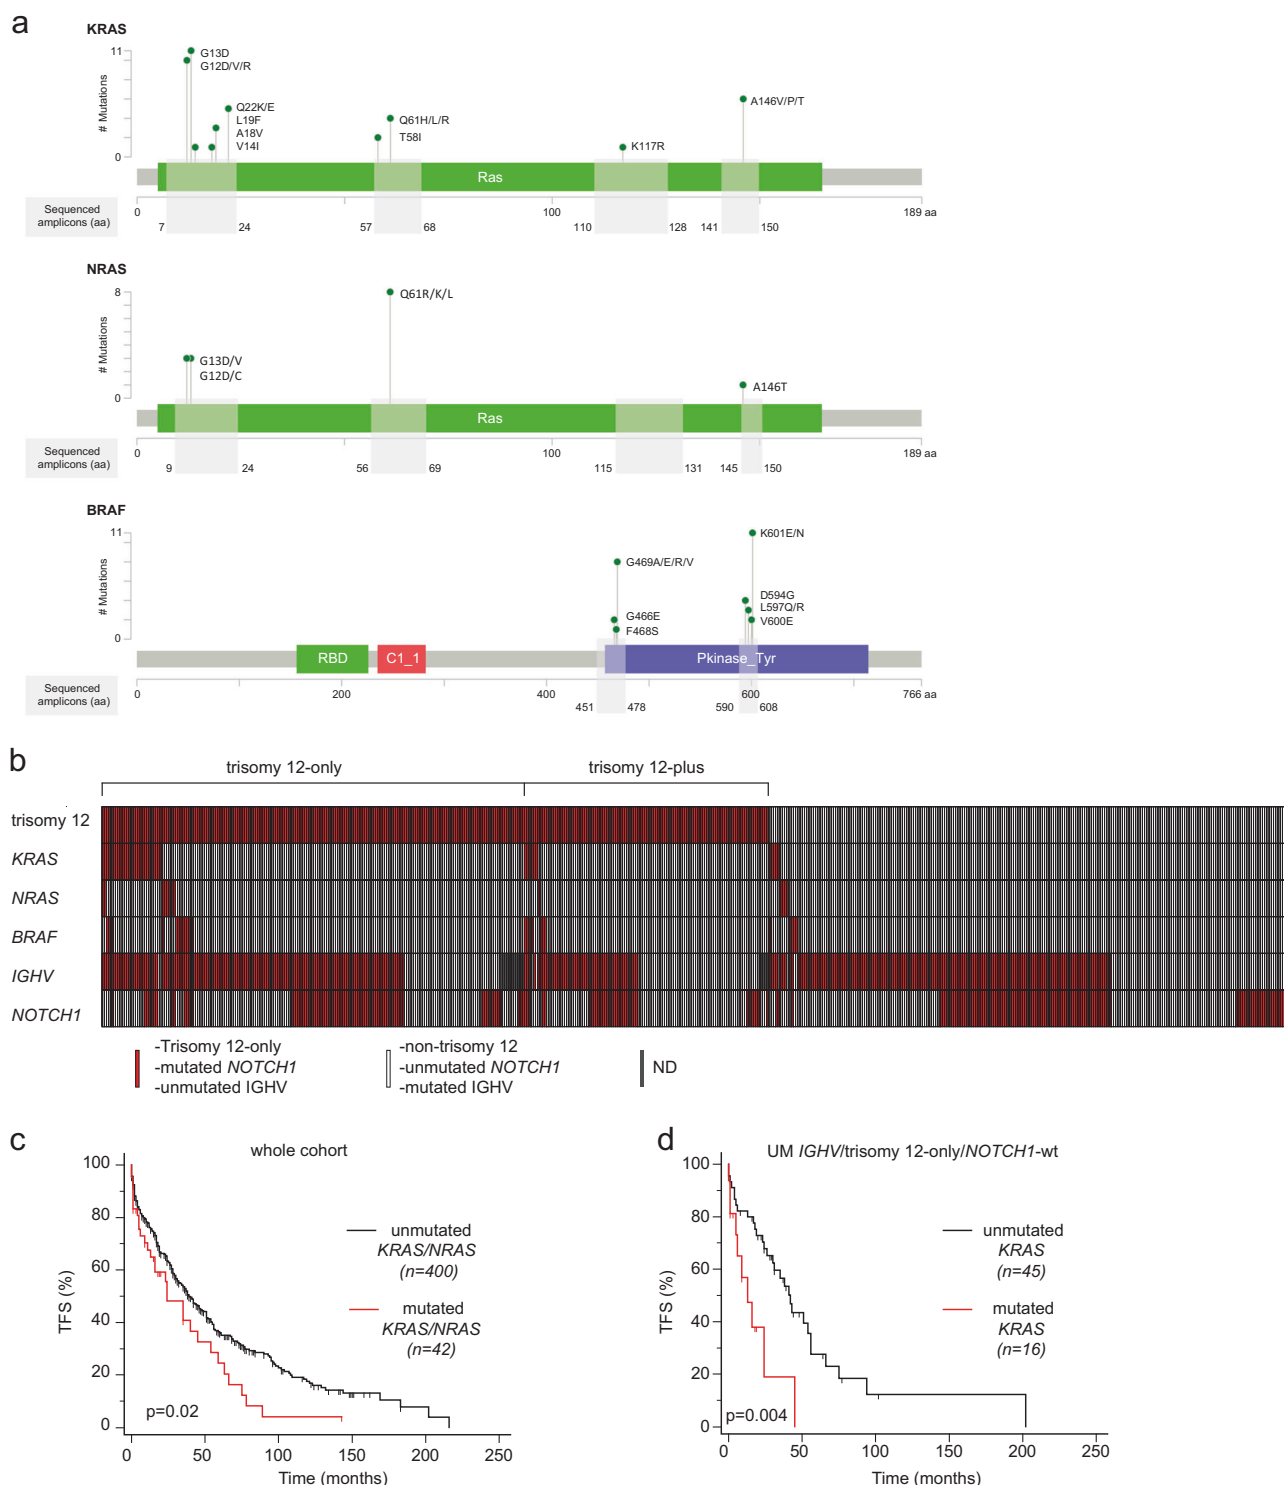 a
KRAS
11
# Mutations
0
G13D
G12D/V/R
Q22K/E
L19F
A18V
V14I
Q61H/L/R
T58I
K117R
A146V/P/T
Ras
Sequenced
amplicons (aa)
0
100
189 aa
7
24
57
68
110
128
141
150
NRAS
8
# Mutations
0
G13D/V
G12D/C
Q61R/K/L
A146T
Ras
Sequenced
amplicons (aa)
0
100
189 aa
9
24
56
69
115
131
145
150
BRAF
11
# Mutations
0
K601E/N
G469A/E/R/V
D594G
L597Q/R
V600E
G466E
F468S
RBD
C1_1
Pkinase_Tyr
Sequenced
amplicons (aa)
0
200
400
600
766 aa
451
478
590
608
b
trisomy 12-only
trisomy 12-plus
trisomy 12
KRAS
NRAS
BRAF
IGHV
NOTCH1
-Trisomy 12-only
-mutated NOTCH1
-unmutated IGHV
-non-trisomy 12
-unmutated NOTCH1
-mutated IGHV
ND
c
whole cohort
100
80
60
40
20
0
TFS (%)
unmutated
KRAS/NRAS
(n=400)
mutated
KRAS/NRAS
(n=42)
p=0.02
0
50
100
150
200
250
Time (months)
d
UM IGHV/trisomy 12-only/NOTCH1-wt
100
80
60
40
20
0
TFS (%)
unmutated
KRAS
(n=45)
mutated
KRAS
(n=16)
p=0.004
0
50
100
150
200
250
Time (months)